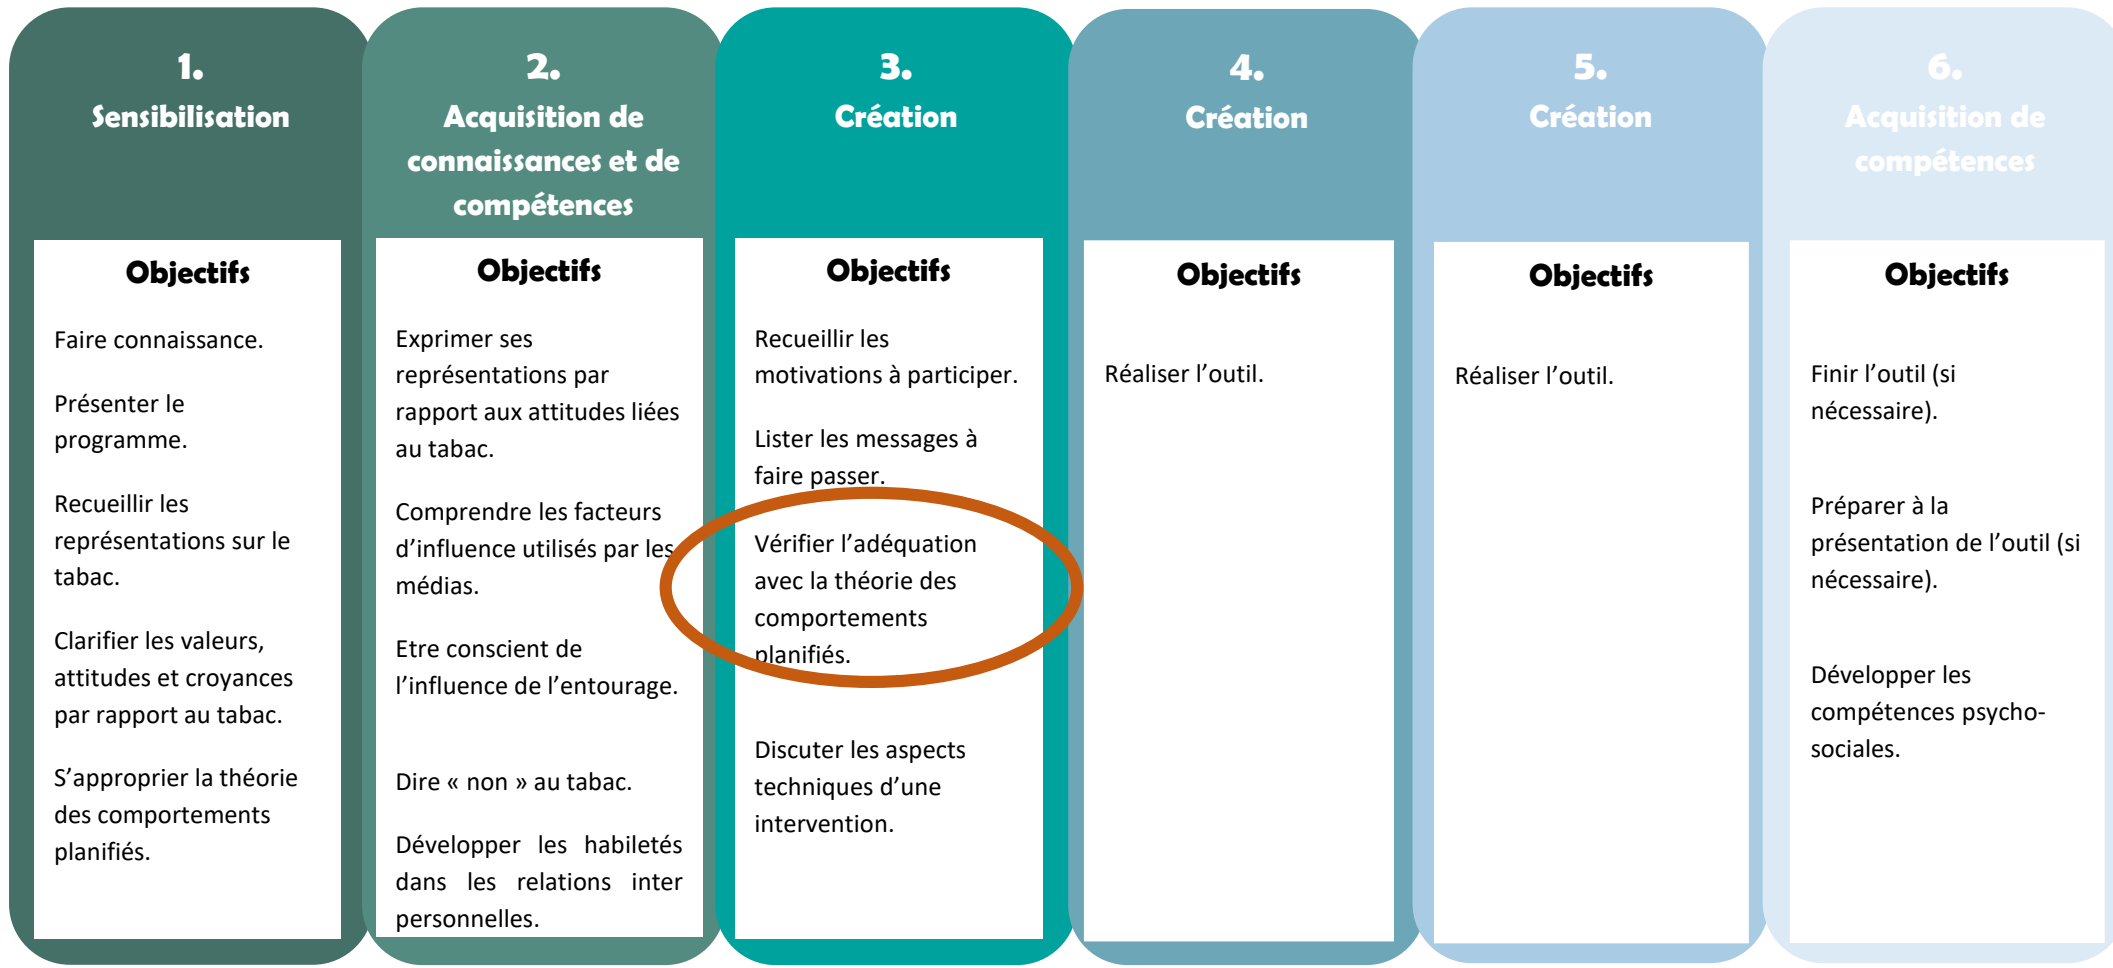 1.
Sensibilisation
Objectifs
Faire connaissance.
Présenter le
programme.
Recueillir les
représentations sur le
tabac.
Clarifier les valeurs,
attitudes et croyances
par rapport au tabac.
S’approprier la théorie
des comportements
planifiés.
2.
Acquisition de
connaissances et de
compétences
Objectifs
Exprimer ses
représentations par
rapport aux attitudes liées
au tabac.
Comprendre les facteurs
d’influence utilisés par les
médias.
Etre conscient de
l’influence de l’entourage.
Dire « non » au tabac.
Développer les habiletés
dans les relations inter
personnelles.
3.
Création
Objectifs
Recueillir les
motivations à participer.
Lister les messages à
faire passer.
Vérifier l’adéquation
avec la théorie des
comportements
planifiés.
Discuter les aspects
techniques d’une
intervention.
4.
Création
Objectifs
Réaliser l’outil.
5.
Création
Objectifs
Réaliser l’outil.
6.
Acquisition de
compétences
Objectifs
Finir l’outil (si
nécessaire).
Préparer à la
présentation de l’outil (si
nécessaire).
Développer les
compétences psycho-
sociales.